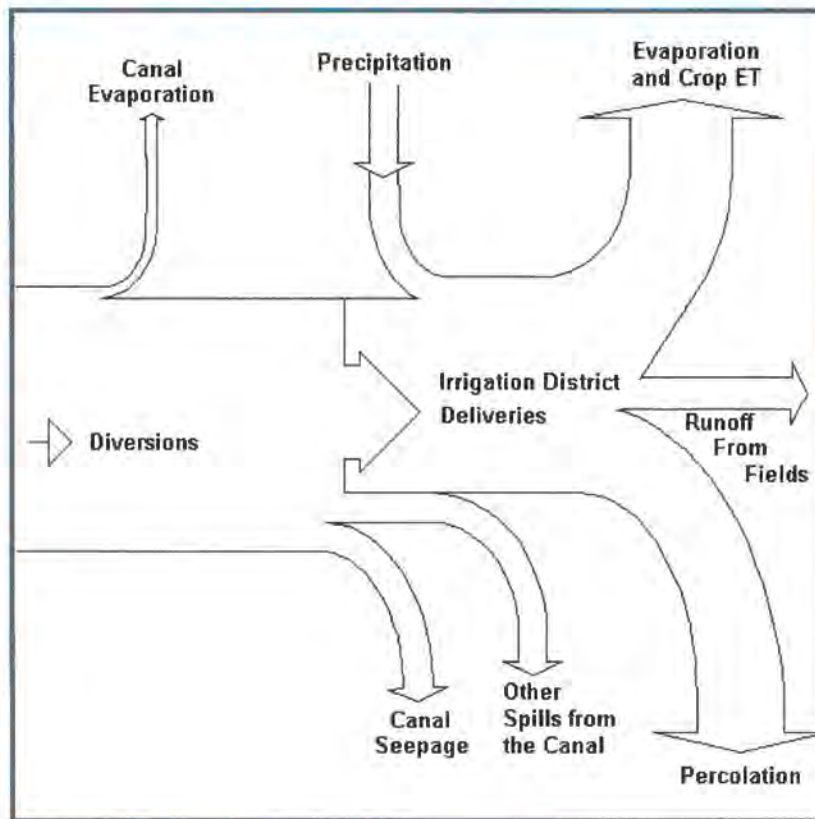 Canal
Evaporation
Precipitation
Evaporation
and Crop ET
Irrigation District
Deliveries
Diversions
Runoff
From
Fields
Canal
Seepage
Other
Spills from
the Canal
Percolation